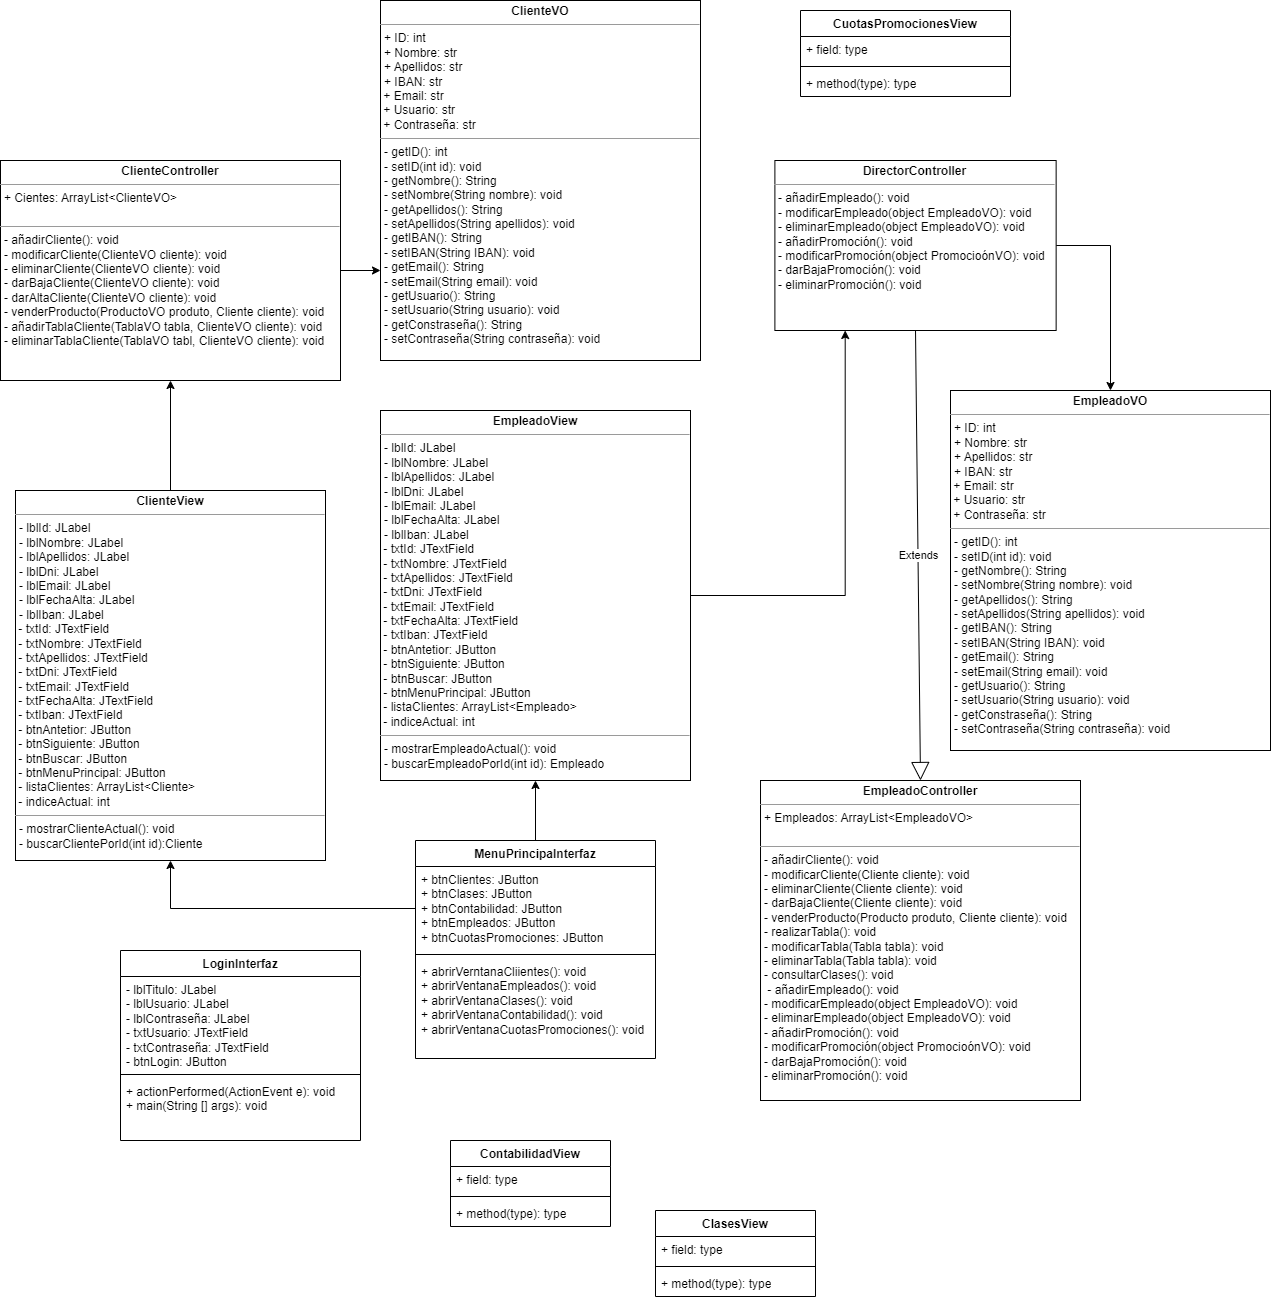 ClienteVO
+ ID: int
+ Nombre: str
+ Apellidos: str
+ IBAN: str
+ Email: str
+ Usuario: str
+ Contraseña: str
- getID(): int
- setID(int id): void
- getNombre(): String
- setNombre(String nombre): void
- getApellidos(): String
- setApellidos(String apellidos): void
- getIBAN(): String
- setIBAN(String IBAN): void
- getEmail(): String
- setEmail(String email): void
- getUsuario(): String
- setUsuario(String usuario): void
- getConstraseña(): String
- setContraseña(String contraseña): void
CuotasPromocionesView
+ field: type
+ method(type): type
ClienteController
+ Cientes: ArrayList<ClienteVO>
- añadirCliente(): void
- modificarCliente(ClienteVO cliente): void
- eliminarCliente(ClienteVO cliente): void
- darBajaCliente(ClienteVO cliente): void
- darAltaCliente(ClienteVO cliente): void
- venderProducto(ProductoVO produto, Cliente cliente): void
- añadirTablaCliente(TablaVO tabla, ClienteVO cliente): void
- eliminarTablaCliente(TablaVO tabl, ClienteVO cliente): void
DirectorController
- añadirEmpleado(): void
- modificarEmpleado(object EmpleadoVO): void
- eliminarEmpleado(object EmpleadoVO): void
- añadirPromoción(): void
- modificarPromoción(object PromocioónVO): void
- darBajaPromoción(): void
- eliminarPromoción(): void
EmpleadoVO
+ ID: int
+ Nombre: str
+ Apellidos: str
+ IBAN: str
+ Email: str
+ Usuario: str
+ Contraseña: str
- getID(): int
- setID(int id): void
- getNombre(): String
- setNombre(String nombre): void
- getApellidos(): String
- setApellidos(String apellidos): void
- getIBAN(): String
- setIBAN(String IBAN): void
- getEmail(): String
- setEmail(String email): void
- getUsuario(): String
- setUsuario(String usuario): void
- getConstraseña(): String
- setContraseña(String contraseña): void
EmpleadoView
- lblId: JLabel
- lblNombre: JLabel
- lblApellidos: JLabel
- lblDni: JLabel
- lblEmail: JLabel
- lblFechaAlta: JLabel
- lblIban: JLabel
- txtId: JTextField
- txtNombre: JTextField
- txtApellidos: JTextField
- txtDni: JTextField
- txtEmail: JTextField
- txtFechaAlta: JTextField
- txtIban: JTextField
- btnAntetior: JButton
- btnSiguiente: JButton
- btnBuscar: JButton
- btnMenuPrincipal: JButton
- listaClientes: ArrayList<Empleado>
- indiceActual: int
- mostrarEmpleadoActual(): void
- buscarEmpleadoPorId(int id): Empleado
ClienteView
- lblId: JLabel
- lblNombre: JLabel
- lblApellidos: JLabel
- lblDni: JLabel
- lblEmail: JLabel
- lblFechaAlta: JLabel
- lblIban: JLabel
- txtId: JTextField
- txtNombre: JTextField
- txtApellidos: JTextField
- txtDni: JTextField
- txtEmail: JTextField
- txtFechaAlta: JTextField
- txtIban: JTextField
- btnAntetior: JButton
- btnSiguiente: JButton
- btnBuscar: JButton
- btnMenuPrincipal: JButton
- listaClientes: ArrayList<Cliente>
- indiceActual: int
- mostrarClienteActual(): void
- buscarClientePorId(int id):Cliente
Extends
EmpleadoController
+ Empleados: ArrayList<EmpleadoVO>
- añadirCliente(): void
- modificarCliente(Cliente cliente): void
- eliminarCliente(Cliente cliente): void
- darBajaCliente(Cliente cliente): void
- venderProducto(Producto produto, Cliente cliente): void
- realizarTabla(): void
- modificarTabla(Tabla tabla): void
- eliminarTabla(Tabla tabla): void
- consultarClases(): void
- añadirEmpleado(): void
- modificarEmpleado(object EmpleadoVO): void
- eliminarEmpleado(object EmpleadoVO): void
- añadirPromoción(): void
- modificarPromoción(object PromocioónVO): void
- darBajaPromoción(): void
- eliminarPromoción(): void
MenuPrincipaInterfaz
+ btnClientes: JButton
+ btnClases: JButton
+ btnContabilidad: JButton
+ btnEmpleados: JButton
+ btnCuotasPromociones: JButton
+ abrirVerntanaCliientes(): void
+ abrirVentanaEmpleados(): void
+ abrirVentanaClases(): void
+ abrirVentanaContabilidad(): void
+ abrirVentanaCuotasPromociones(): void
LoginInterfaz
- lblTitulo: JLabel
- lblUsuario: JLabel
- lblContraseña: JLabel
- txtUsuario: JTextField
- txtContraseña: JTextField
- btnLogin: JButton
+ actionPerformed(ActionEvent e): void
+ main(String [] args): void
ContabilidadView
+ field: type
+ method(type): type
ClasesView
+ field: type
+ method(type): type